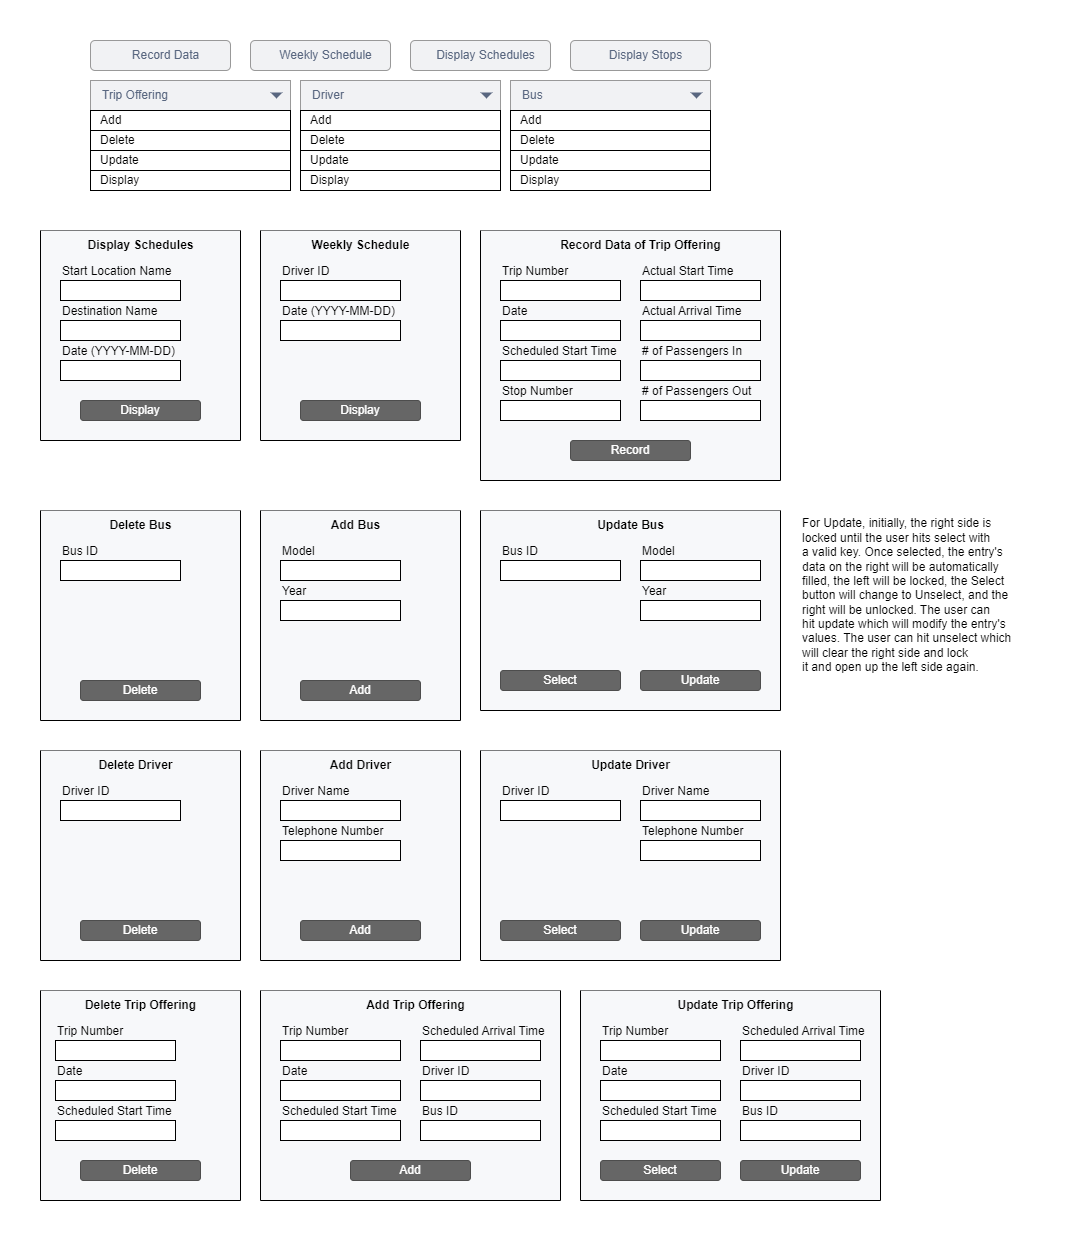 Record Data
Weekly Schedule
Display Schedules
Display Stops
Trip Offering
Driver
Bus
Add
Add
Add
Delete
Delete
Delete
Update
Update
Update
Display
Display
Display
Display Schedules
Start Location Name
Destination Name
Date (YYYY-MM-DD)
Display
Weekly Schedule
Driver ID
Date (YYYY-MM-DD)
Display
Record Data of Trip Offering
Trip Number
Actual Start Time
Date
Actual Arrival Time
Scheduled Start Time
# of Passengers In
Stop Number
# of Passengers Out
Record
Delete Bus
Bus ID
Delete
Add Bus
Model
Year
Add
Update Bus
Bus ID
Model
Year
Select
Update
For Update, initially, the right side is
locked until the user hits select with
a valid key. Once selected, the entry's
data on the right will be automatically
filled, the left will be locked, the Select
button will change to Unselect, and the
right will be unlocked. The user can
hit update which will modify the entry's
values. The user can hit unselect which
will clear the right side and lock
it and open up the left side again.
Delete Driver
Driver ID
Delete
Add Driver
Driver Name
Telephone Number
Add
Update Driver
Driver ID
Driver Name
Telephone Number
Select
Update
Delete Trip Offering
Trip Number
Date
Scheduled Start Time
Delete
Add Trip Offering
Trip Number
Scheduled Arrival Time
Date
Driver ID
Scheduled Start Time
Bus ID
Add
Update Trip Offering
Trip Number
Scheduled Arrival Time
Date
Driver ID
Scheduled Start Time
Bus ID
Select
Update